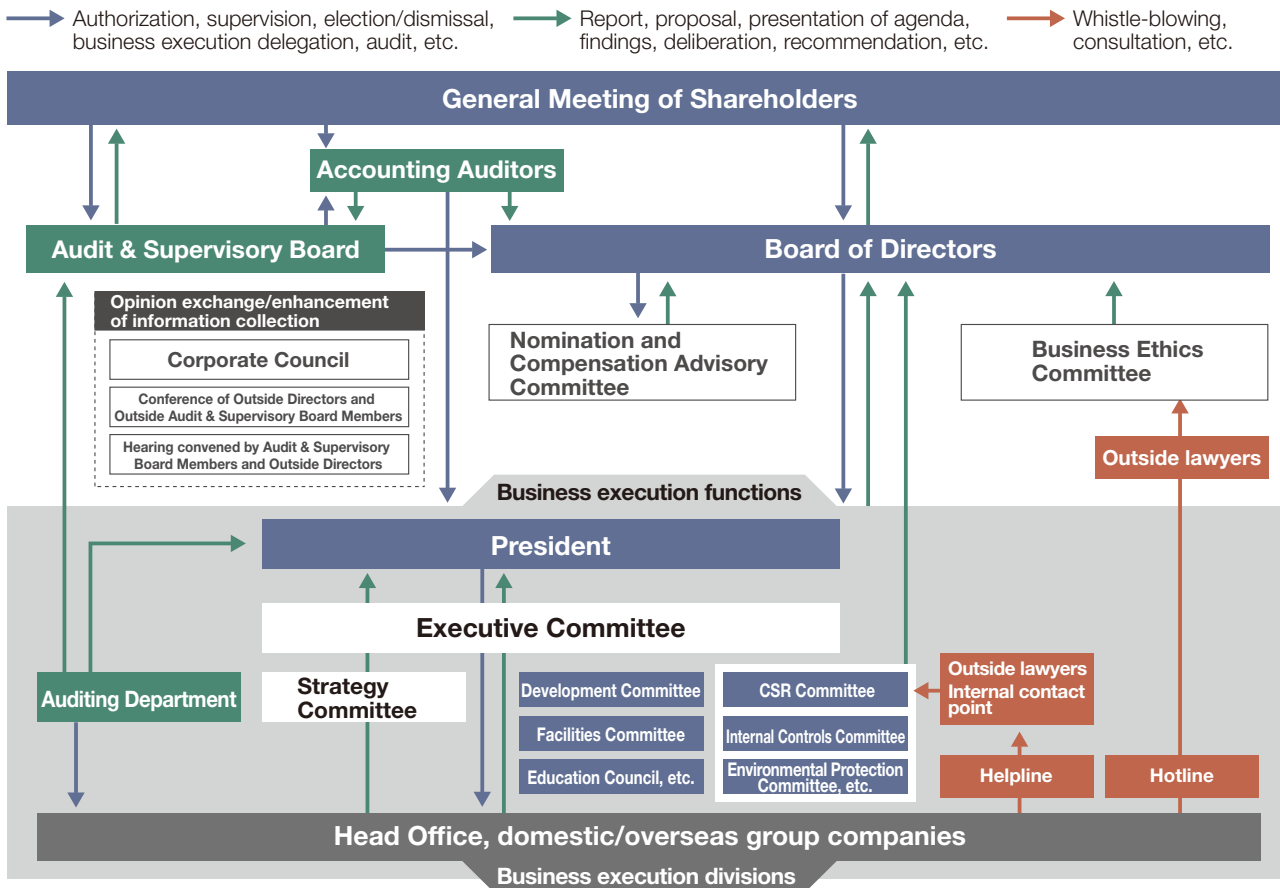 Authorization, supervision, election/dismissal,
business execution delegation, audit, etc.
Report, proposal, presentation of agenda,
findings, deliberation, recommendation, etc.
Whistle-blowing,
consultation, etc.
General Meeting of Shareholders
Accounting Auditors
Audit & Supervisory Board
Board of Directors
Opinion exchange/enhancement
of information collection
Corporate Council
Conference of Outside Directors and
Outside Audit & Supervisory Board Members
Hearing convened by Audit & Supervisory
Board Members and Outside Directors
Nomination and
Compensation Advisory
Committee
Business Ethics
Committee
Outside lawyers
Business execution functions
President
Executive Committee
Auditing Department
Strategy
Committee
Development Committee
Facilities Committee
Education Council, etc.
CSR Committee
Internal Controls Committee
Environmental Protection
Committee, etc.
Outside lawyers
Internal contact
point
Helpline
Hotline
Head Office, domestic/overseas group companies
Business execution divisions